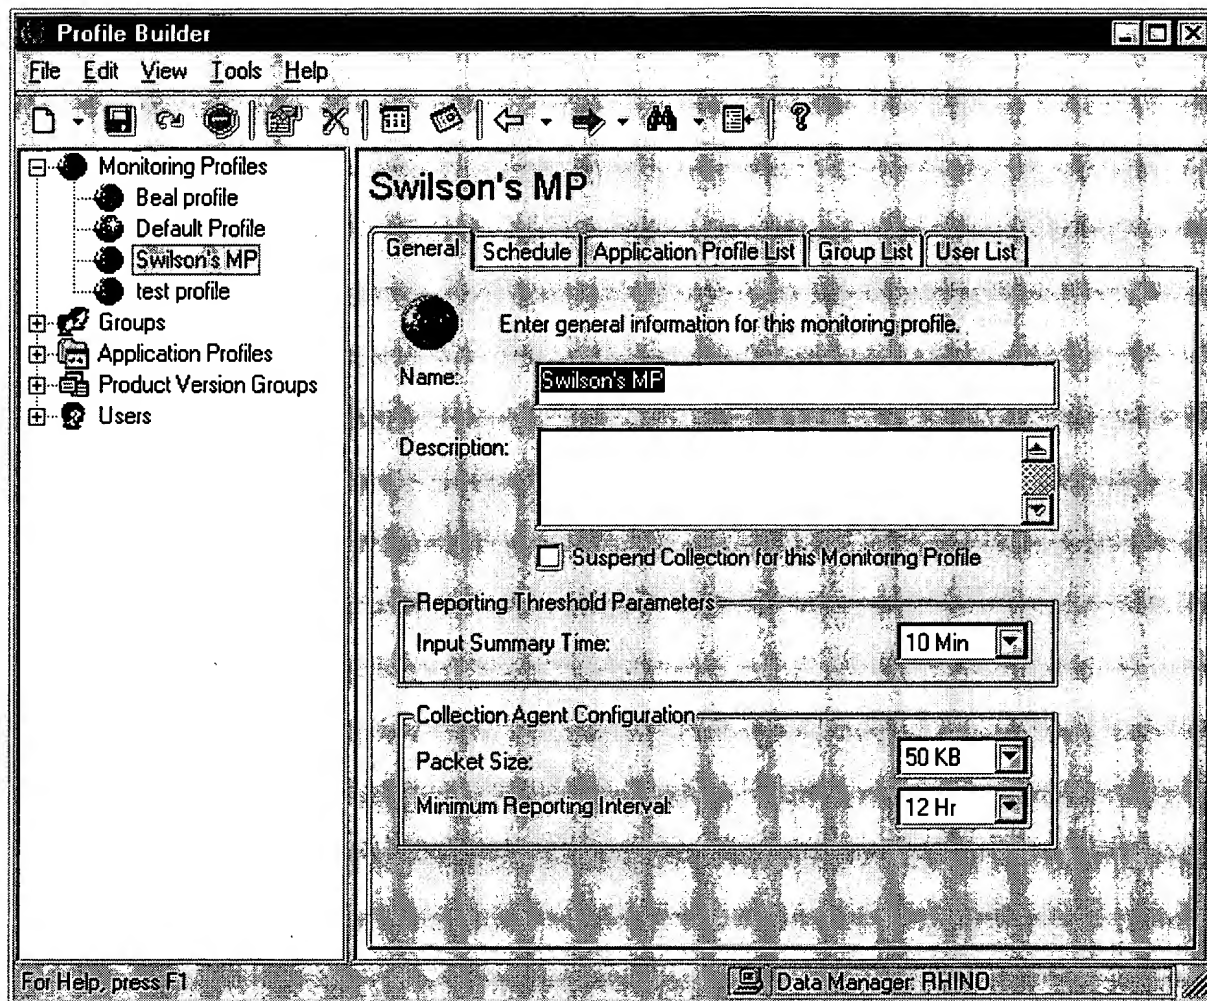 Profile Builder
File Edit View Tools Help
Monitoring Profiles
Beal profile
Default Profile
Swilson's MP
test profile
Groups
Application Profiles
Product Version Groups
Users
Swilson's MP
General Schedule Application Profile List Group List User List
Enter general information for this monitoring profile.
Name: Swilson's MP
Description:
Suspend Collection for this Monitoring Profile
Reporting Threshold Parameters
Input Summary Time: 10 Min
Collection Agent Configuration
Packet Size: 50 KB
Minimum Reporting Interval: 12 Hr
For Help, press F1 Data Manager: RHINO